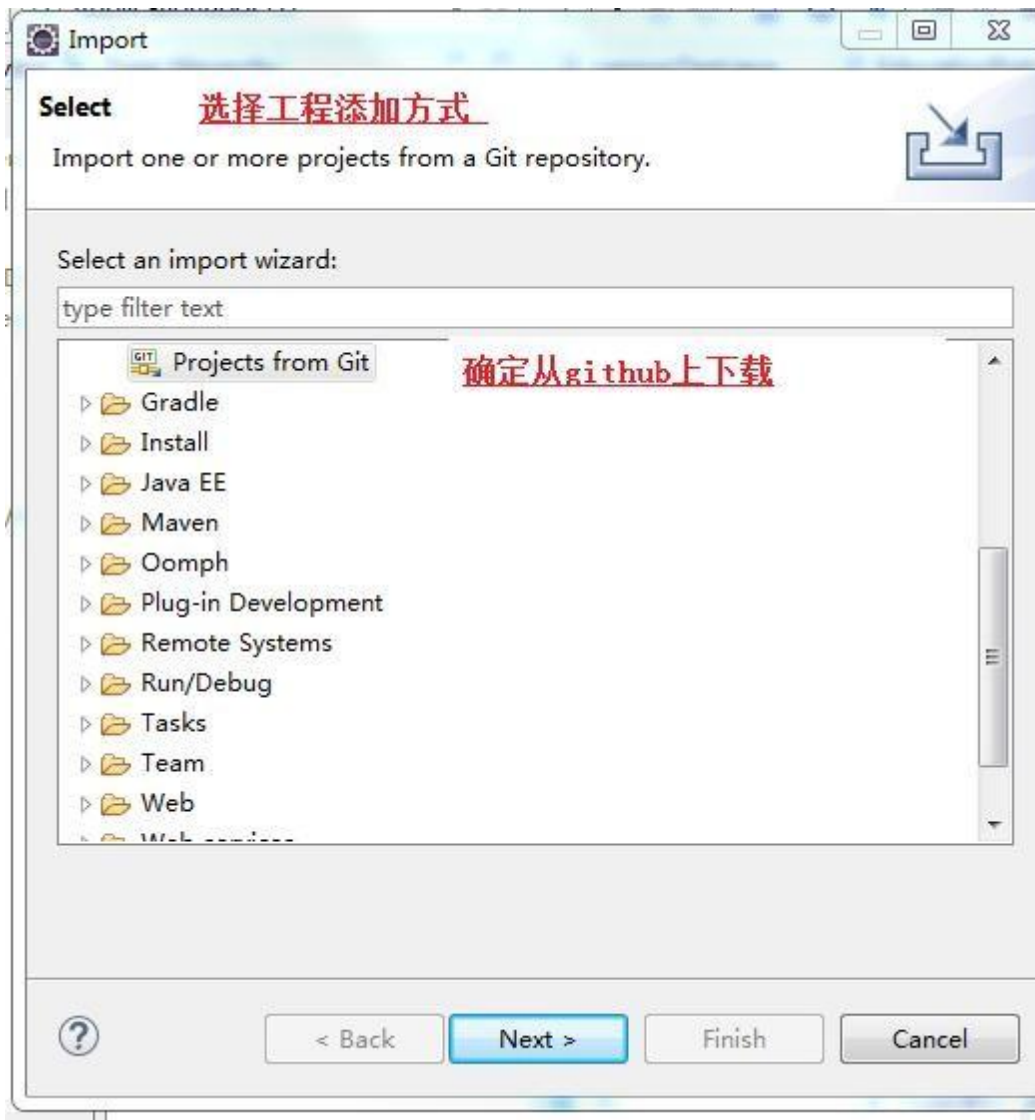 Import
Select 选择工程添加方式
Import one or more projects from a Git repository.
Select an import wizard:
type filter text
GIT Projects from Git 确定从github上下载
Gradle
Install
Java EE
Maven
Oomph
Plug-in Development
Remote Systems
Run/Debug
Tasks
Team
Web
Web services
? < Back Next > Finish Cancel